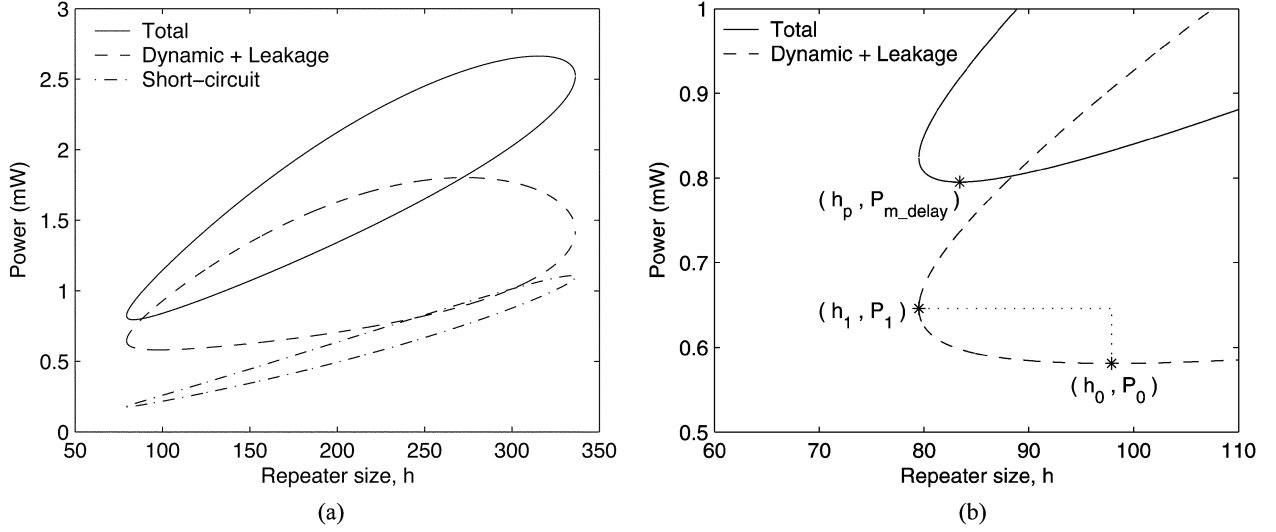 3
2.5
2
1.5
1
0.5
0
Power (mW)
Total
Dynamic + Leakage
Short−circuit
50 100 150 200 250 300 350
Repeater size, h
(a)
1
0.9
0.8
0.7
0.6
0.5
Power (mW)
Total
Dynamic + Leakage
( h_p , P_m_delay )
( h_1 , P_1 )
( h_0 , P_0 )
60 70 80 90 100 110
Repeater size, h
(b)